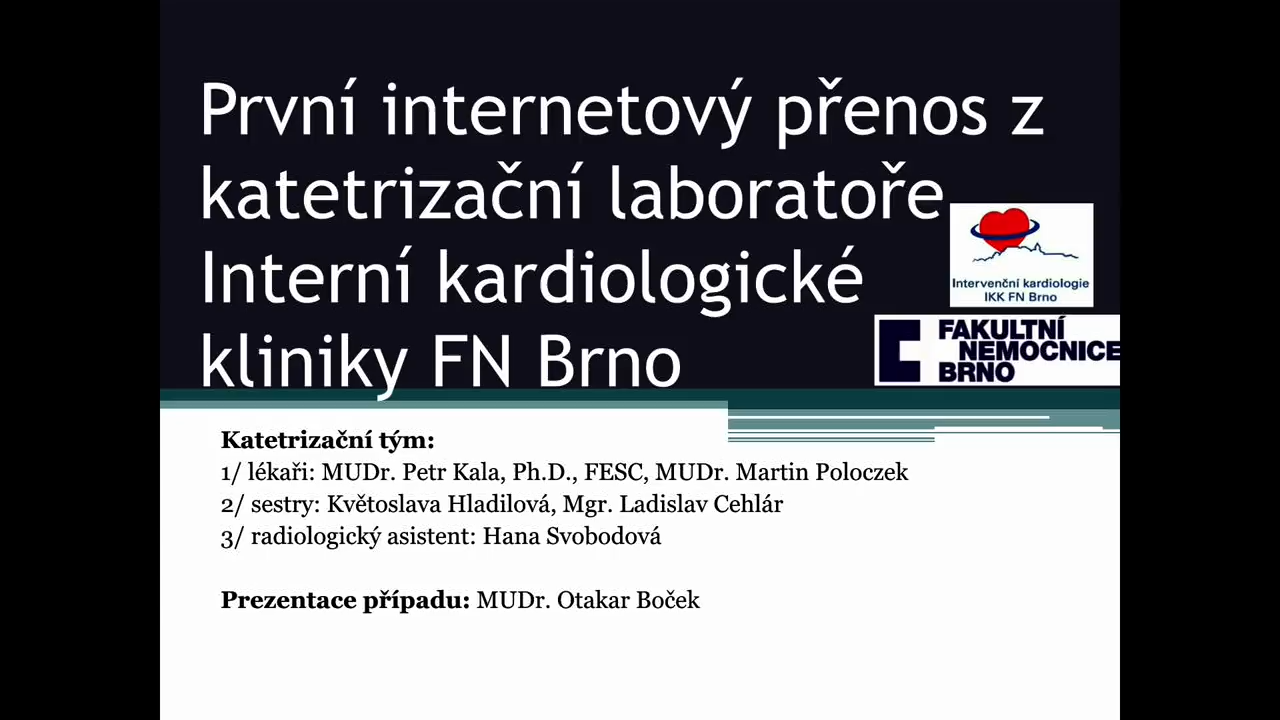 První internetový přenos z
katetrizační laboratoře
Interní kardiologické
kliniky FN Brno
Intervenční kardiologie
IKK FN Brno
FAKULTNÍ
NEMOCNICE
BRNO
Katetrizační tým:
1/ lékaři: MUDr. Petr Kala, Ph.D., FESC, MUDr. Martin Poloczek
2/ sestry: Květoslava Hladilová, Mgr. Ladislav Cehlár
3/ radiologický asistent: Hana Svobodová
Prezentace případu: MUDr. Otakar Boček